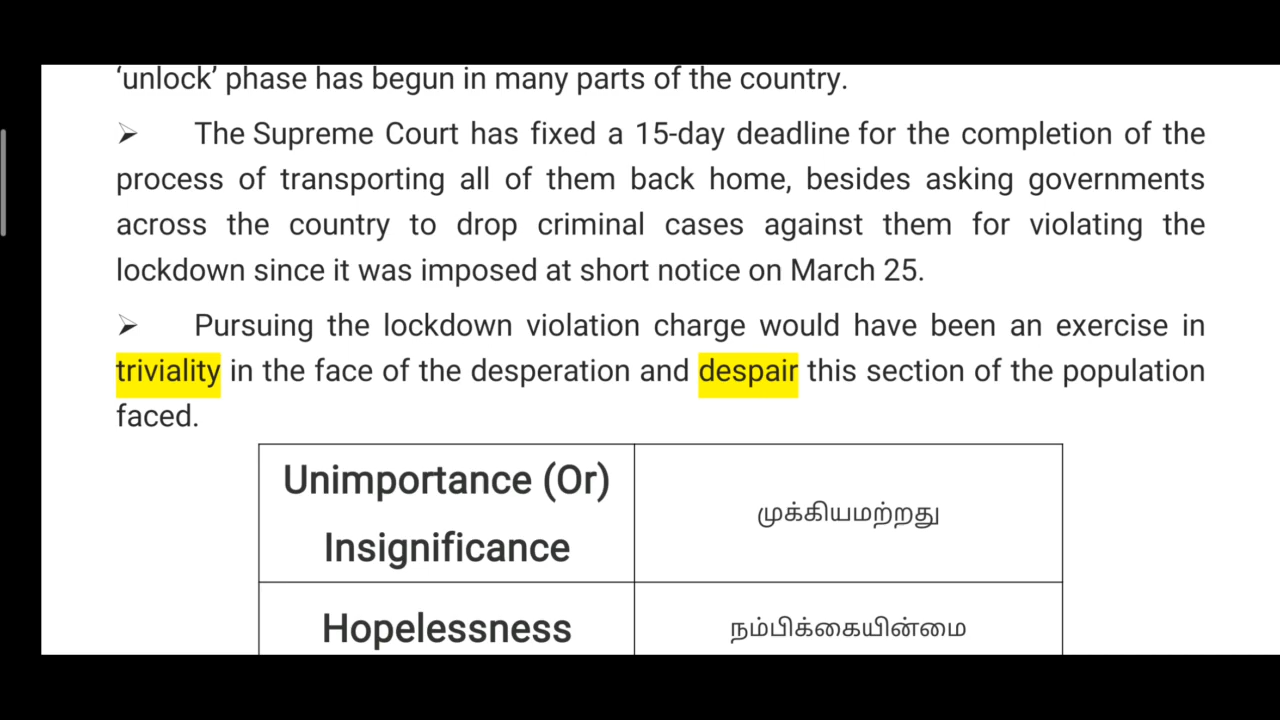 ‘unlock’ phase has begun in many parts of the country.
➢ The Supreme Court has fixed a 15-day deadline for the completion of the
process of transporting all of them back home, besides asking governments
across the country to drop criminal cases against them for violating the
lockdown since it was imposed at short notice on March 25.
➢ Pursuing the lockdown violation charge would have been an exercise in
triviality in the face of the desperation and despair this section of the population
faced.
Unimportance (Or)
Insignificance
முக்கியமற்றது
Hopelessness
நம்பிக்கையின்மை